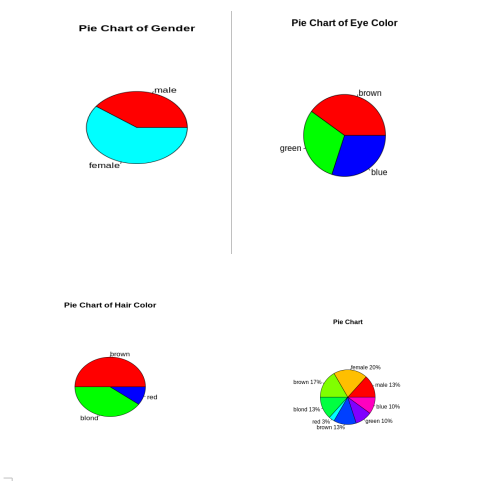 Pie Chart of Gender
male
female
Pie Chart of Eye Color
brown
green
blue
Pie Chart of Hair Color
brown
red
blond
Pie Chart
female 20%
brown 17%
male 13%
blond 13%
blue 10%
red 3%
green 10%
brown 13%